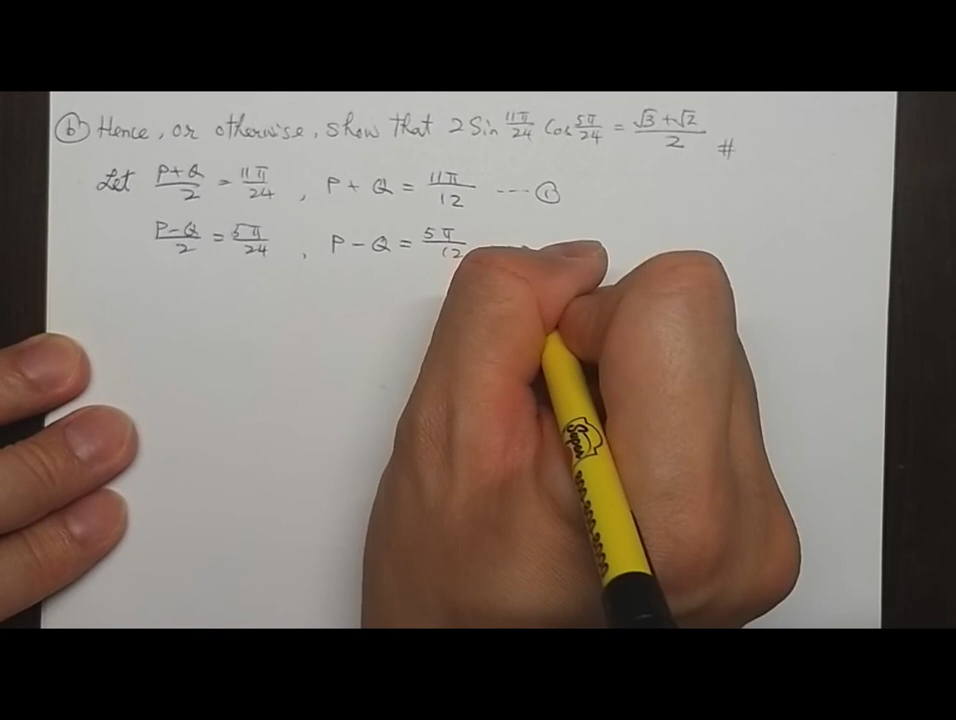 (b) Hence, or otherwise, show that 2 Sin 11π/24 Cos 5π/24 = (√3 + √2)/2 #
Let (P+Q)/2 = 11π/24 , P + Q = 11π/12 ---- ①
(P-Q)/2 = 5π/24 , P - Q = 5π/12